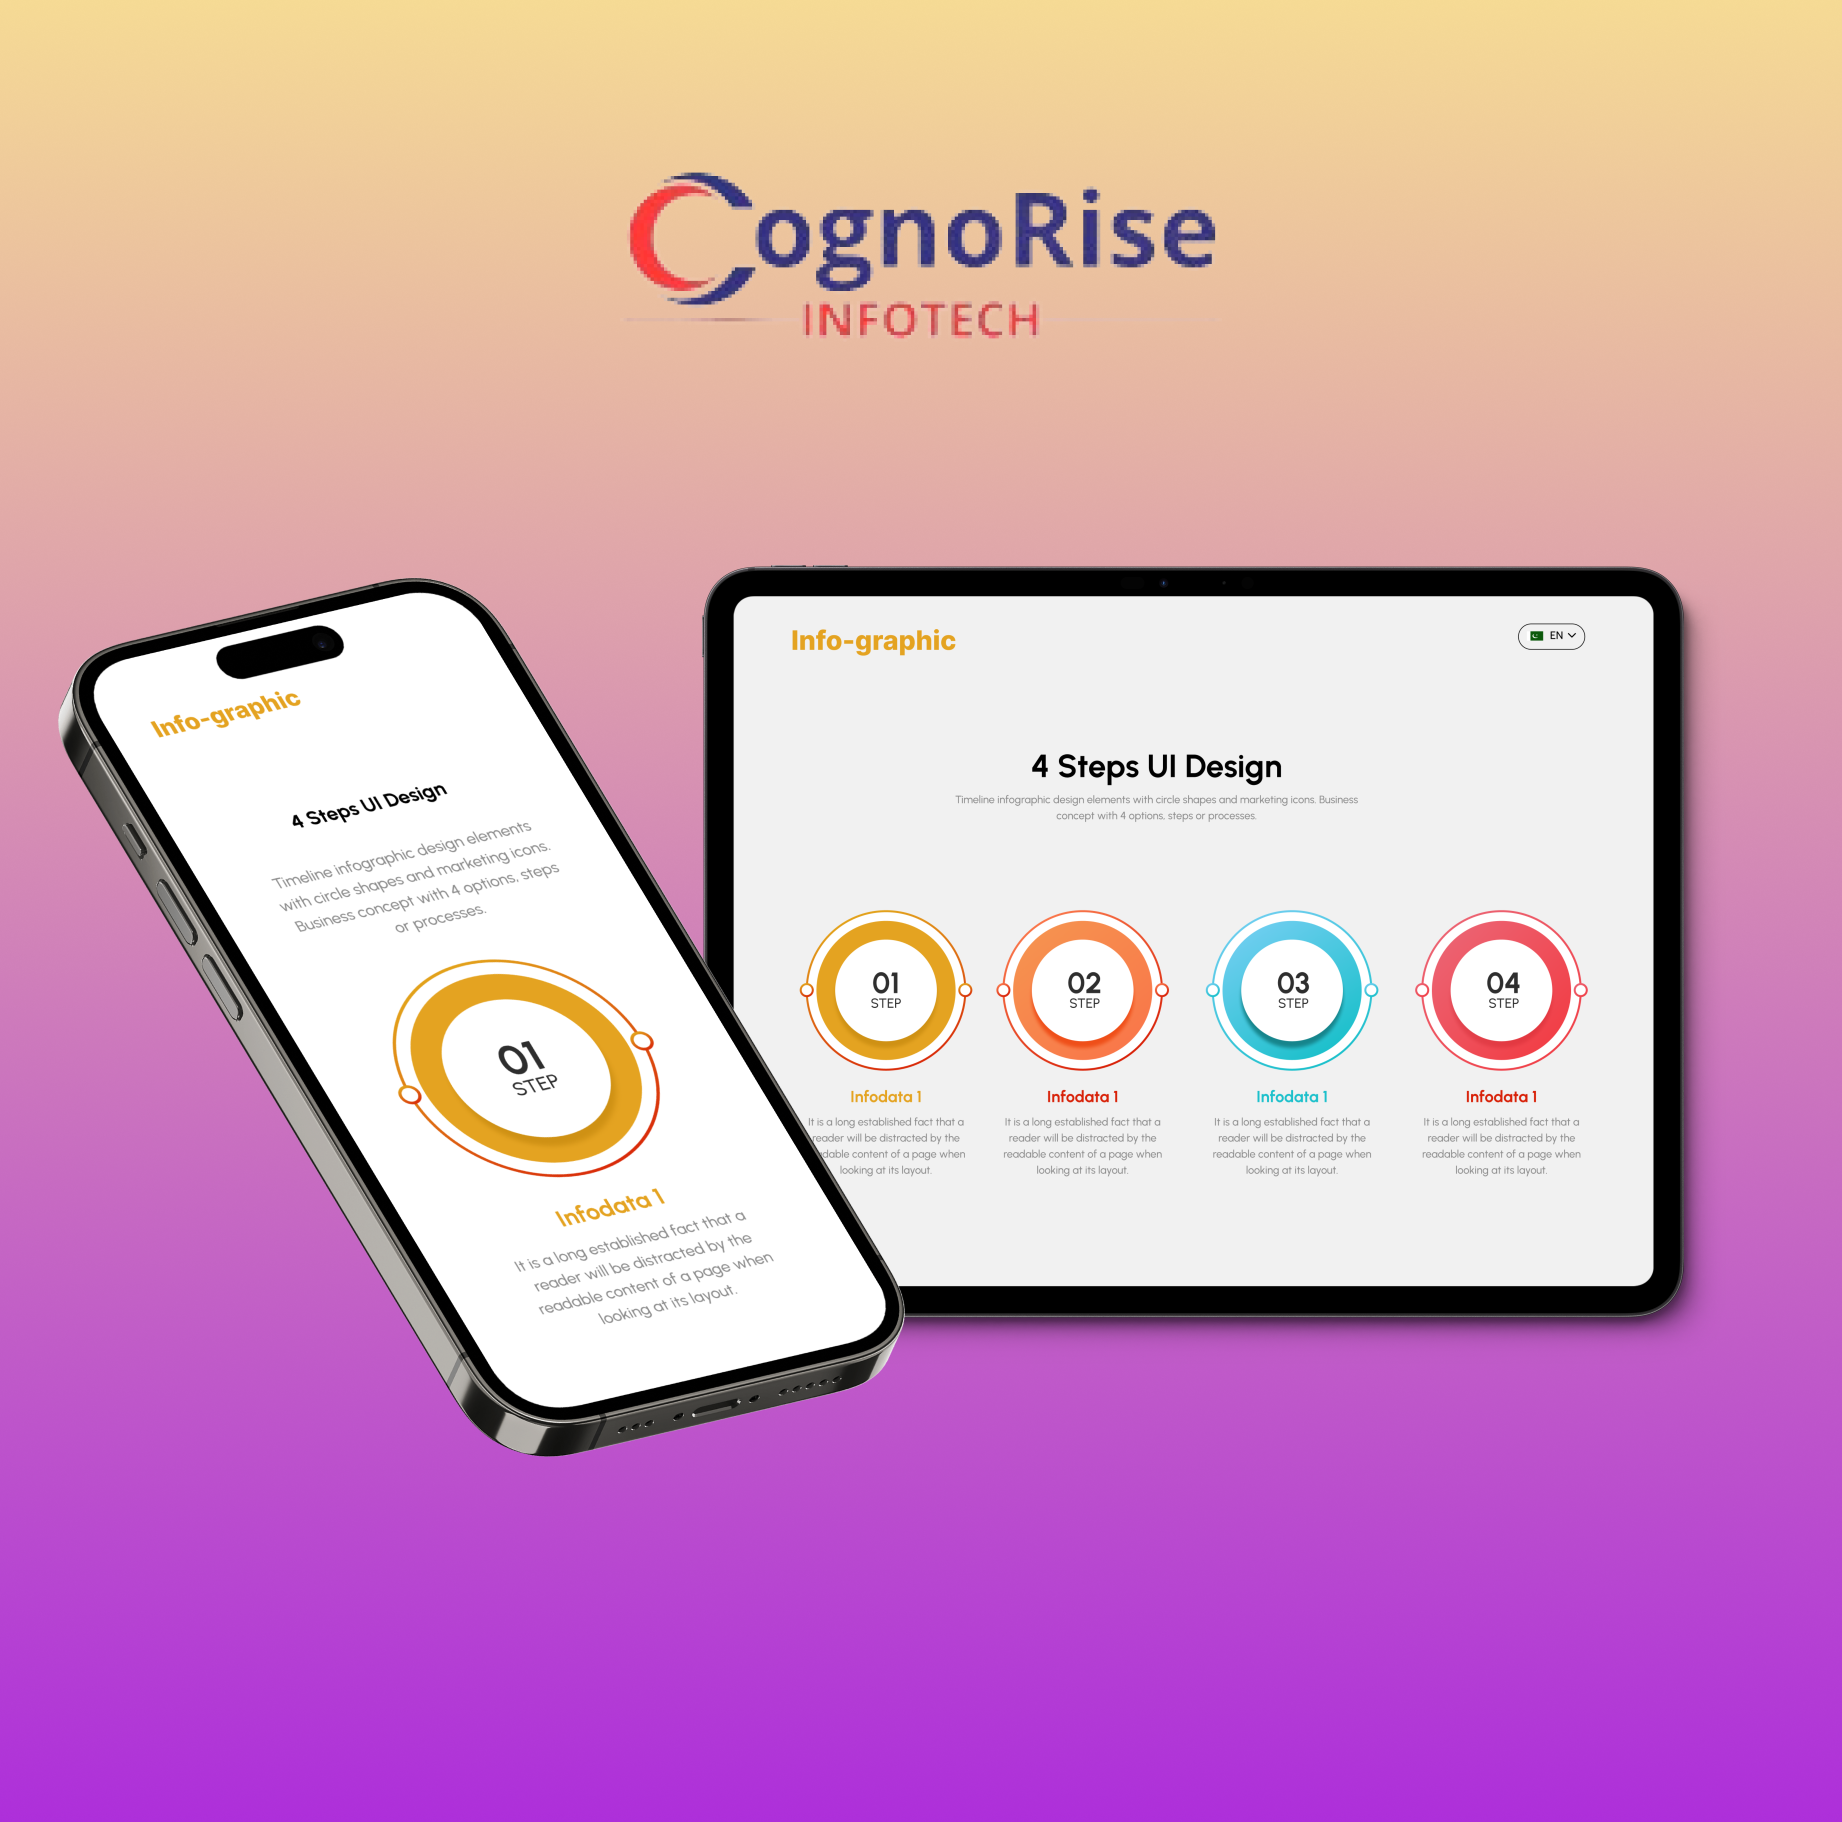 CognoRise
INFOTECH
Info-graphic
4 Steps UI Design
Timeline infographic design elements
with circle shapes and marketing icons.
Business concept with 4 options, steps
or processes.
01
STEP
Infodata 1
It is a long established fact that a
reader will be distracted by the
readable content of a page when
looking at its layout.
Info-graphic
EN
4 Steps UI Design
Timeline infographic design elements with circle shapes and marketing icons. Business
concept with 4 options, steps or processes.
01
STEP
Infodata 1
It is a long established fact that a
reader will be distracted by the
content of a page when
looking at its layout.
02
STEP
Infodata 1
It is a long established fact that a
reader will be distracted by the
readable content of a page when
looking at its layout.
03
STEP
Infodata 1
It is a long established fact that a
reader will be distracted by the
readable content of a page when
looking at its layout.
04
STEP
Infodata 1
It is a long established fact that a
reader will be distracted by the
readable content of a page when
looking at its layout.